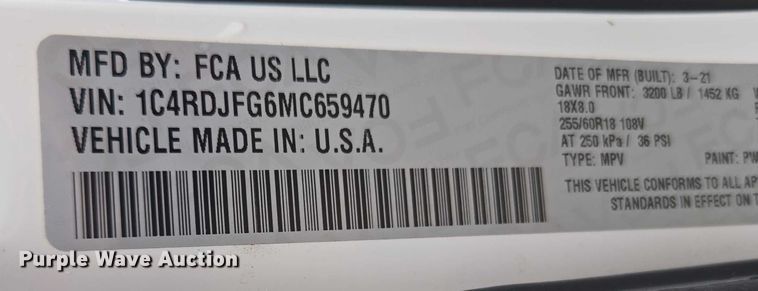 MFD BY: FCA US LLC
VIN: 1C4RDJFG6MC659470
VEHICLE MADE IN: U.S.A.
DATE OF MFR (BUILT): 3-21
GAWR FRONT: 3200 LB / 1452 KG
18X8.0
255/60R18 108V
AT 250 kPa / 36 PSI
TYPE: MPV PAINT: PW
THIS VEHICLE CONFORMS TO ALL AP
STANDARDS IN EFFECT ON T
Purple Wave Auction